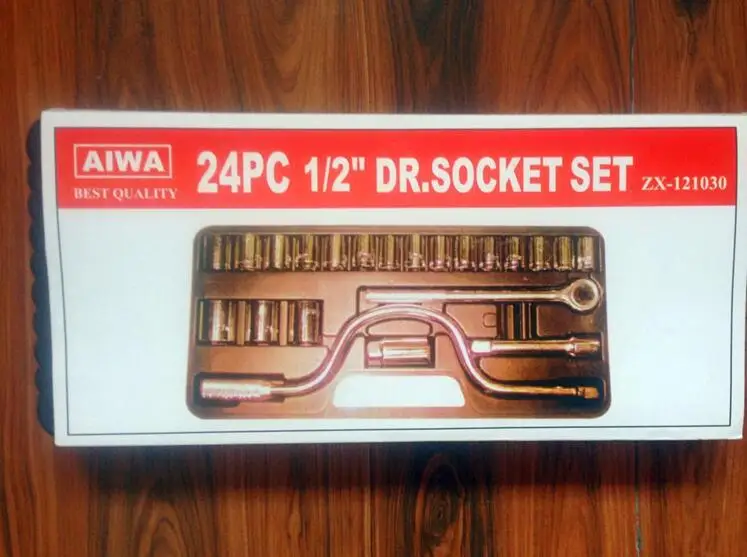 AIWA
BEST QUALITY
24PC 1/2" DR.SOCKET SET ZX-121030